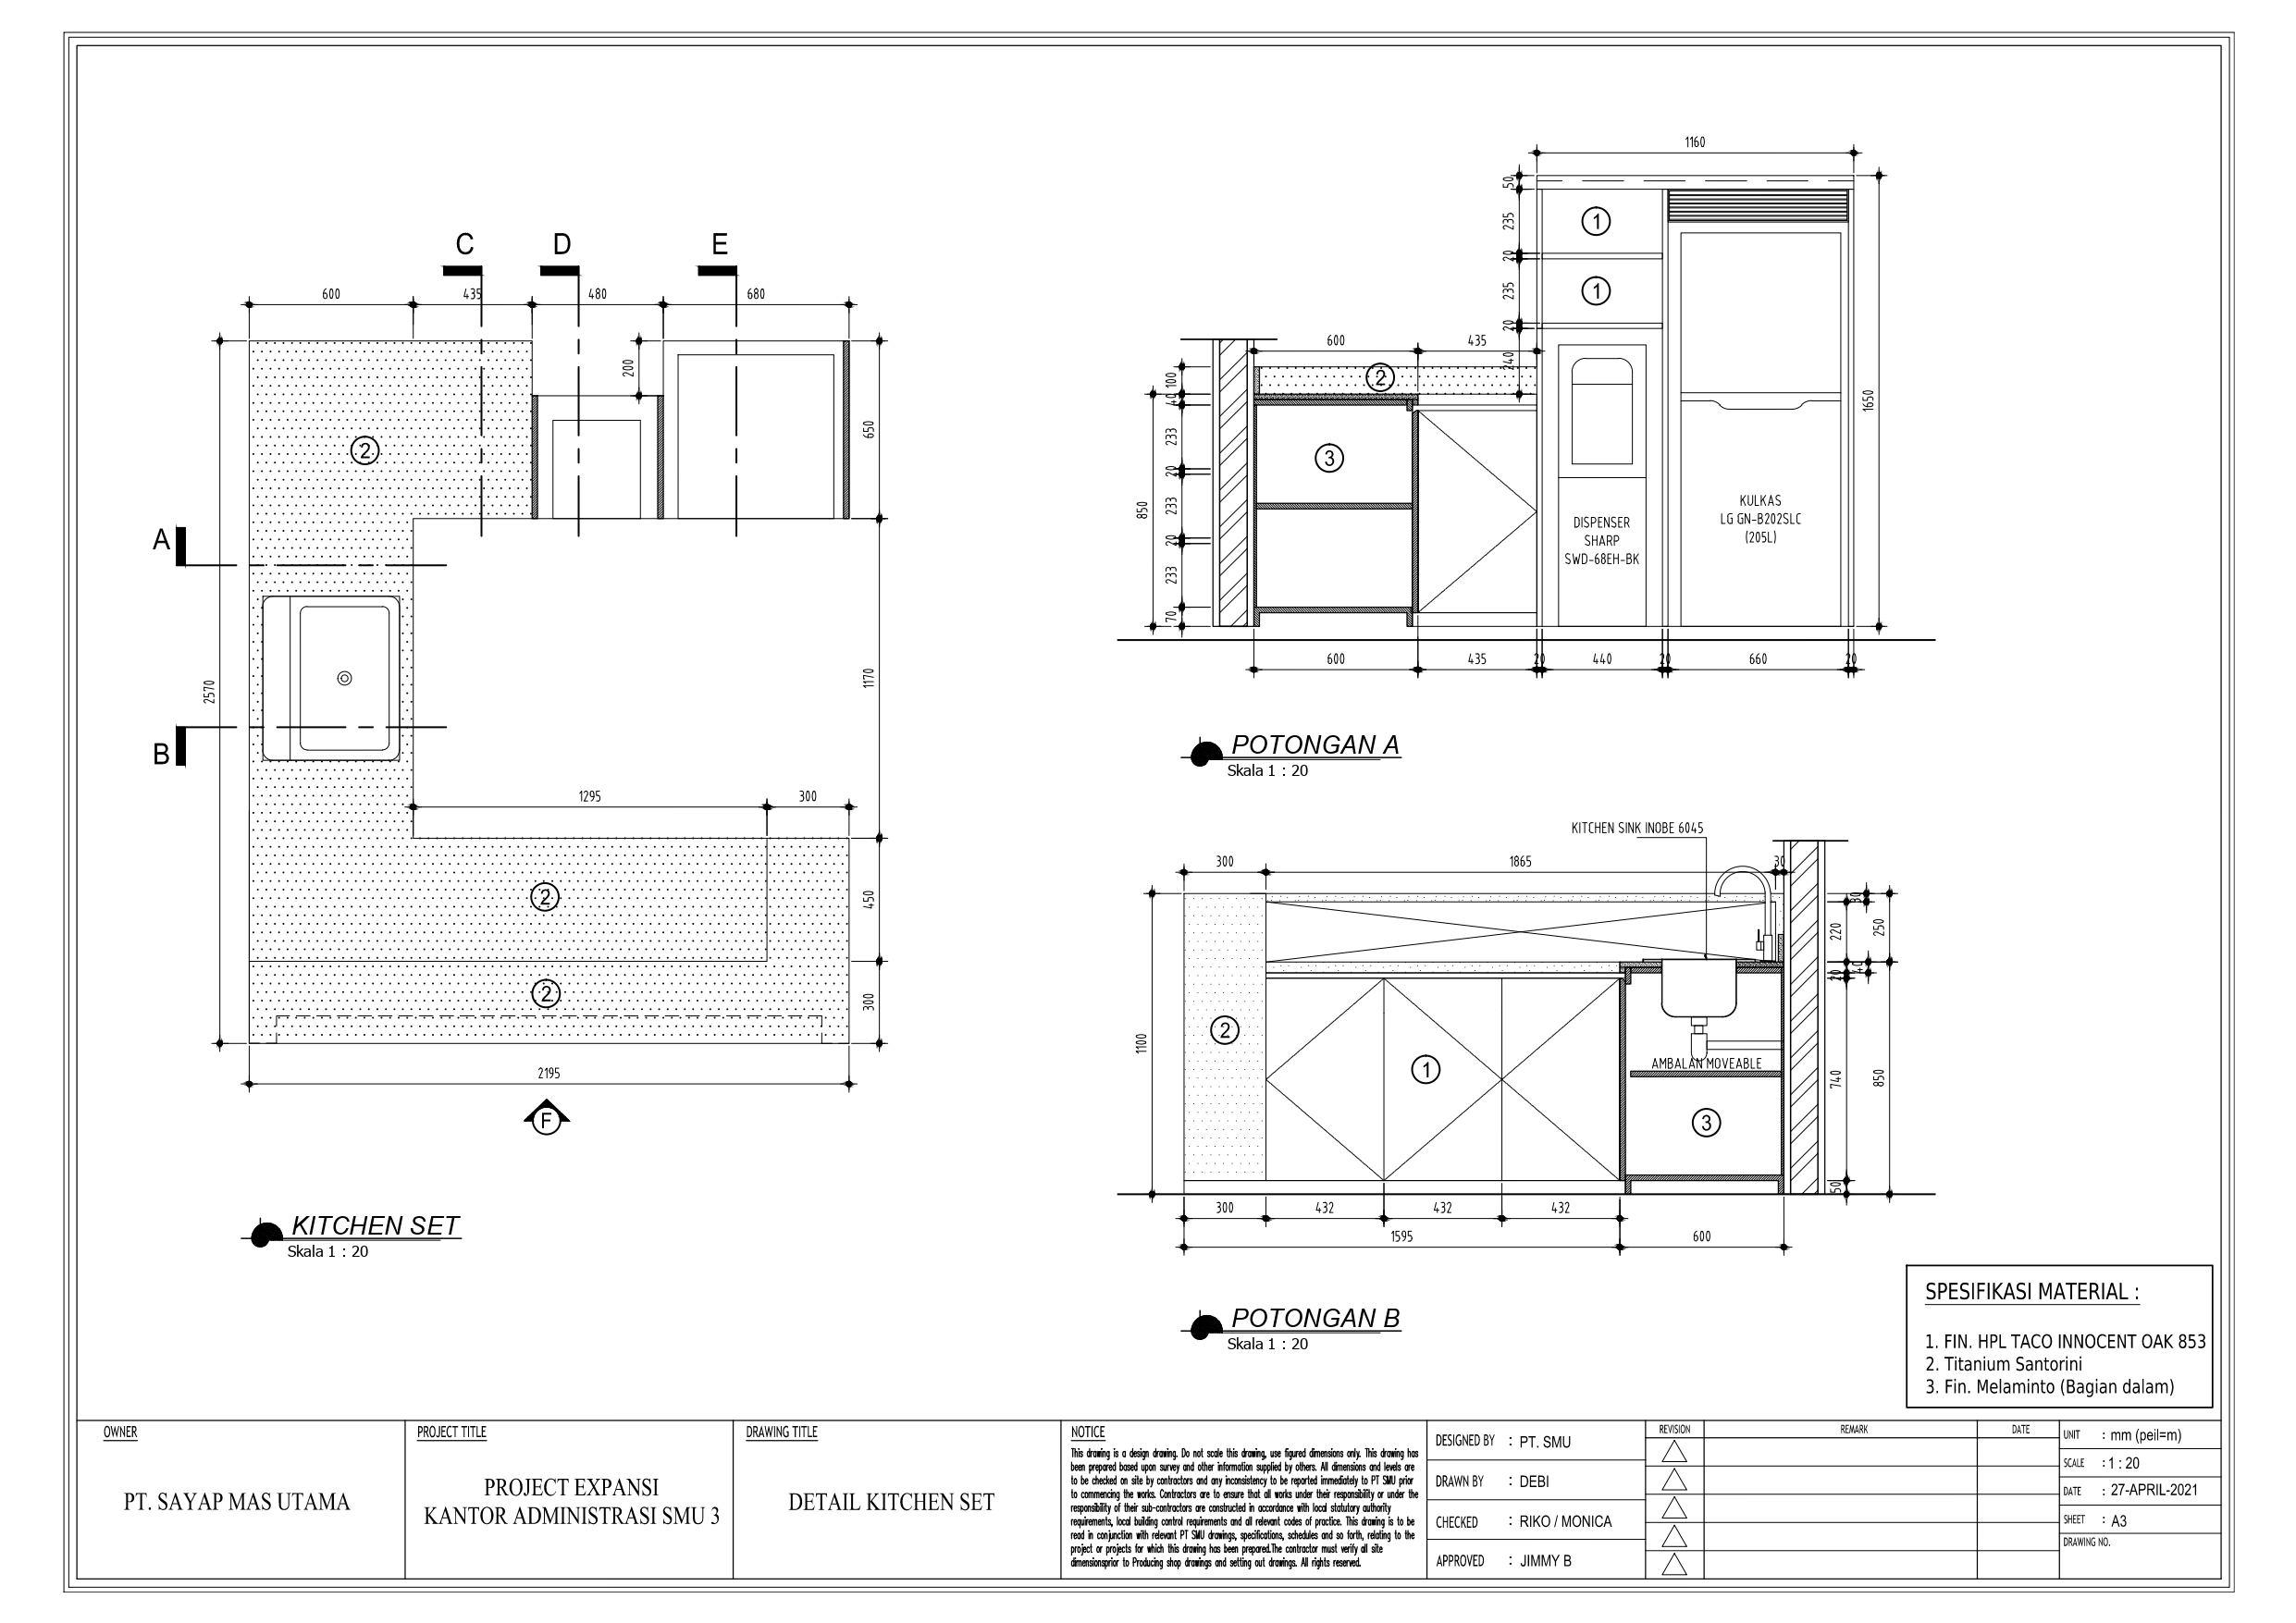 C
D
E
600
435
480
680
200
650
2
A
B
2570
1170
1295
300
2
450
2
300
2195
F
KITCHEN SET
Skala 1 : 20
1160
50
235
20
235
20
240
1
1
600
435
100
40
2
233
20
233
20
233
70
850
3
1650
DISPENSER
SHARP
SWD-68EH-BK
KULKAS
LG GN-B202SLC
(205L)
600
435
20
440
20
660
20
POTONGAN A
Skala 1 : 20
KITCHEN SINK INOBE 6045
300
1865
30
30
220
250
20
40
1100
2
1
AMBALAN MOVEABLE
3
740
850
50
300
432
432
432
1595
600
POTONGAN B
Skala 1 : 20
SPESIFIKASI MATERIAL :
1. FIN. HPL TACO INNOCENT OAK 853
2. Titanium Santorini
3. Fin. Melaminto (Bagian dalam)
OWNER
PT. SAYAP MAS UTAMA
PROJECT TITLE
PROJECT EXPANSI
KANTOR ADMINISTRASI SMU 3
DRAWING TITLE
DETAIL KITCHEN SET
NOTICE
This drawing is a design drawing. Do not scale this drawing, use figured dimensions only. This drawing has
been prepared based upon survey and other information supplied by others. All dimensions and levels are
to be checked on site by contractors and any inconsistency to be reported immediately to PT SMU prior
to commencing the works. Contractors are to ensure that all works under their responsibility or under the
responsibility of their sub-contractors are constructed in accordance with local statutory authority
requirements, local building control requirements and all relevant codes of practice. This drawing is to be
read in conjunction with relevant PT SMU drawings, specifications, schedules and so forth, relating to the
project or projects for which this drawing has been prepared.The contractor must verify all site
dimensionsprior to Producing shop drawings and setting out drawings. All rights reserved.
DESIGNED BY : PT. SMU
DRAWN BY : DEBI
CHECKED : RIKO / MONICA
APPROVED : JIMMY B
REVISION
REMARK
DATE
UNIT : mm (peil=m)
SCALE : 1 : 20
DATE : 27-APRIL-2021
SHEET : A3
DRAWING NO.